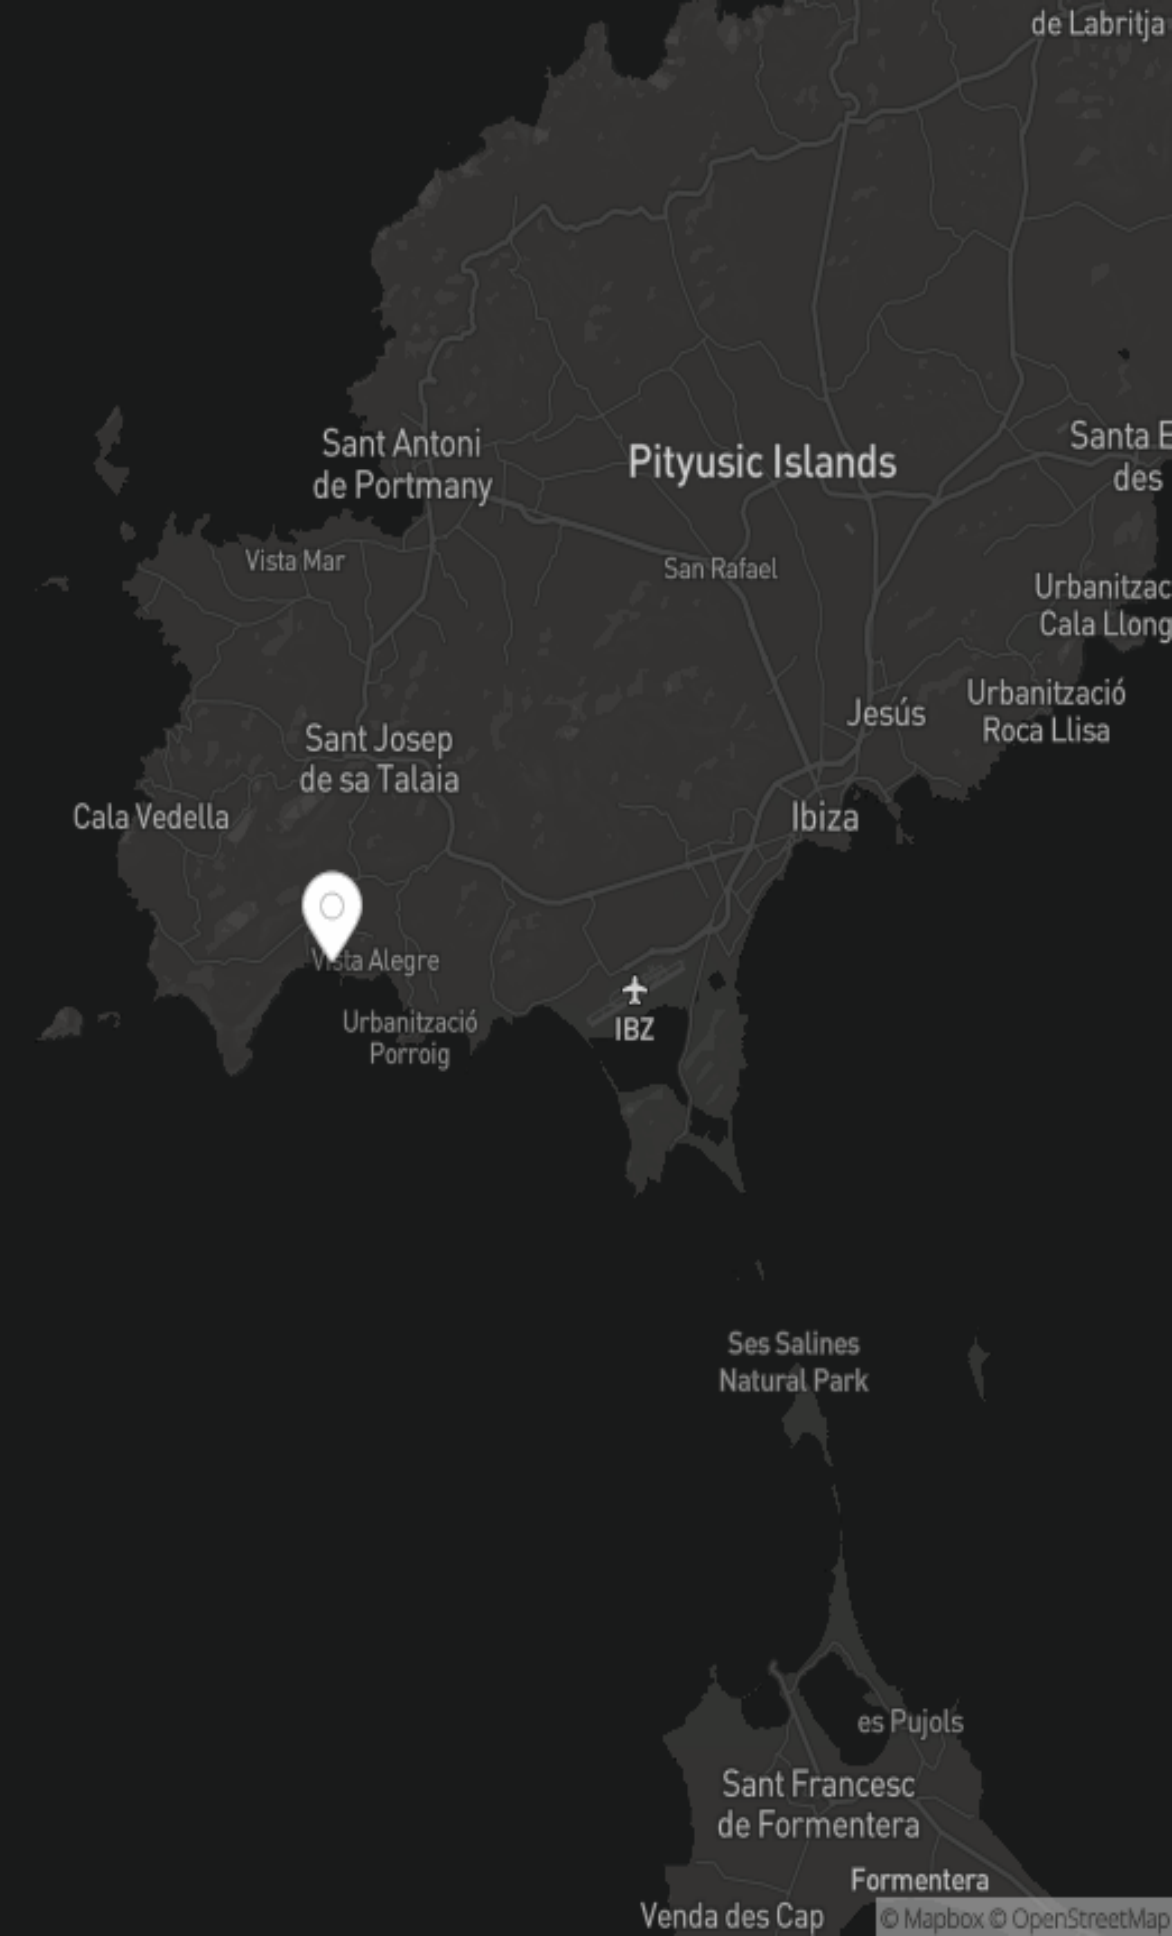 de Labritja
Sant Antoni
de Portmany
Pityusic Islands
Santa E
des
Vista Mar
San Rafael
Urbanitzac
Cala Llong
Urbanització
Roca Llisa
Jesús
Sant Josep
de sa Talaia
Cala Vedella
Ibiza
Vista Alegre
Urbanització
Porroig
IBZ
Ses Salines
Natural Park
es Pujols
Sant Francesc
de Formentera
Formentera
Venda des Cap
© Mapbox © OpenStreetMap